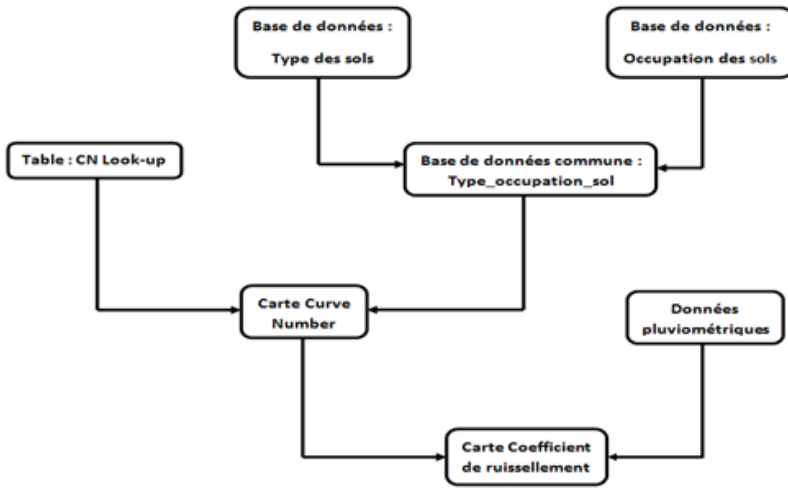 Base de données :
Type des sols
Base de données :
Occupation des sols
Table : CN Look-up
Base de données commune :
Type_occupation_sol
Carte Curve
Number
Données
pluviométriques
Carte Coefficient
de ruissellement